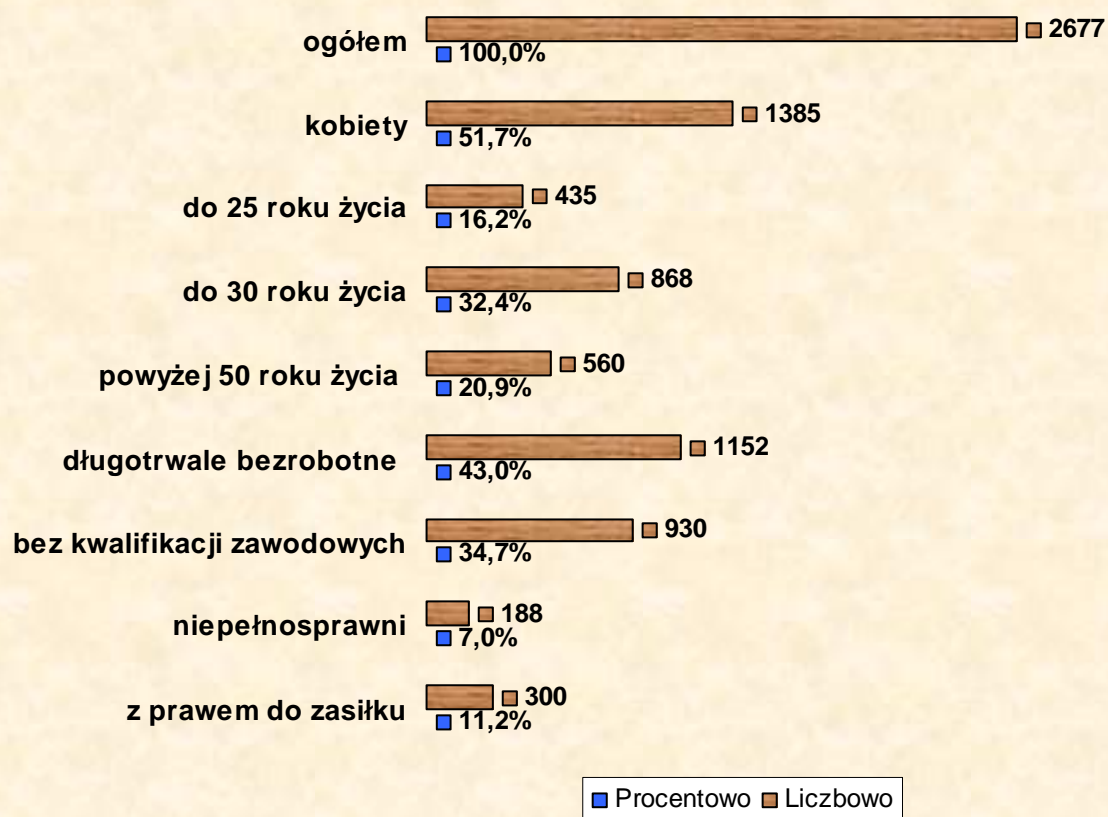 ogółem 2677
100,0%
kobiety 1385
51,7%
do 25 roku życia 435
16,2%
do 30 roku życia 868
32,4%
powyżej 50 roku życia 560
20,9%
długotrwale bezrobotne 1152
43,0%
bez kwalifikacji zawodowych 930
34,7%
niepełnosprawni 188
7,0%
z prawem do zasiłku 300
11,2%
Procentowo Liczbowo